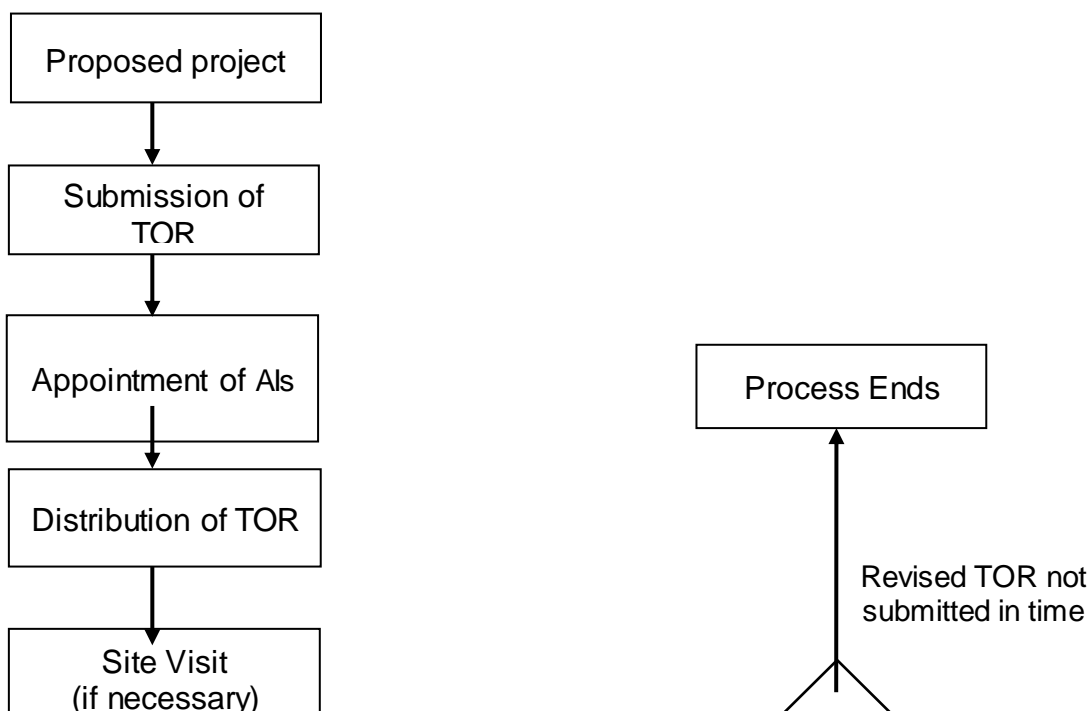 Proposed project
Submission of
TOR
Appointment of AIs
Process Ends
Distribution of TOR
Revised TOR not
submitted in time
Site Visit
(if necessary)